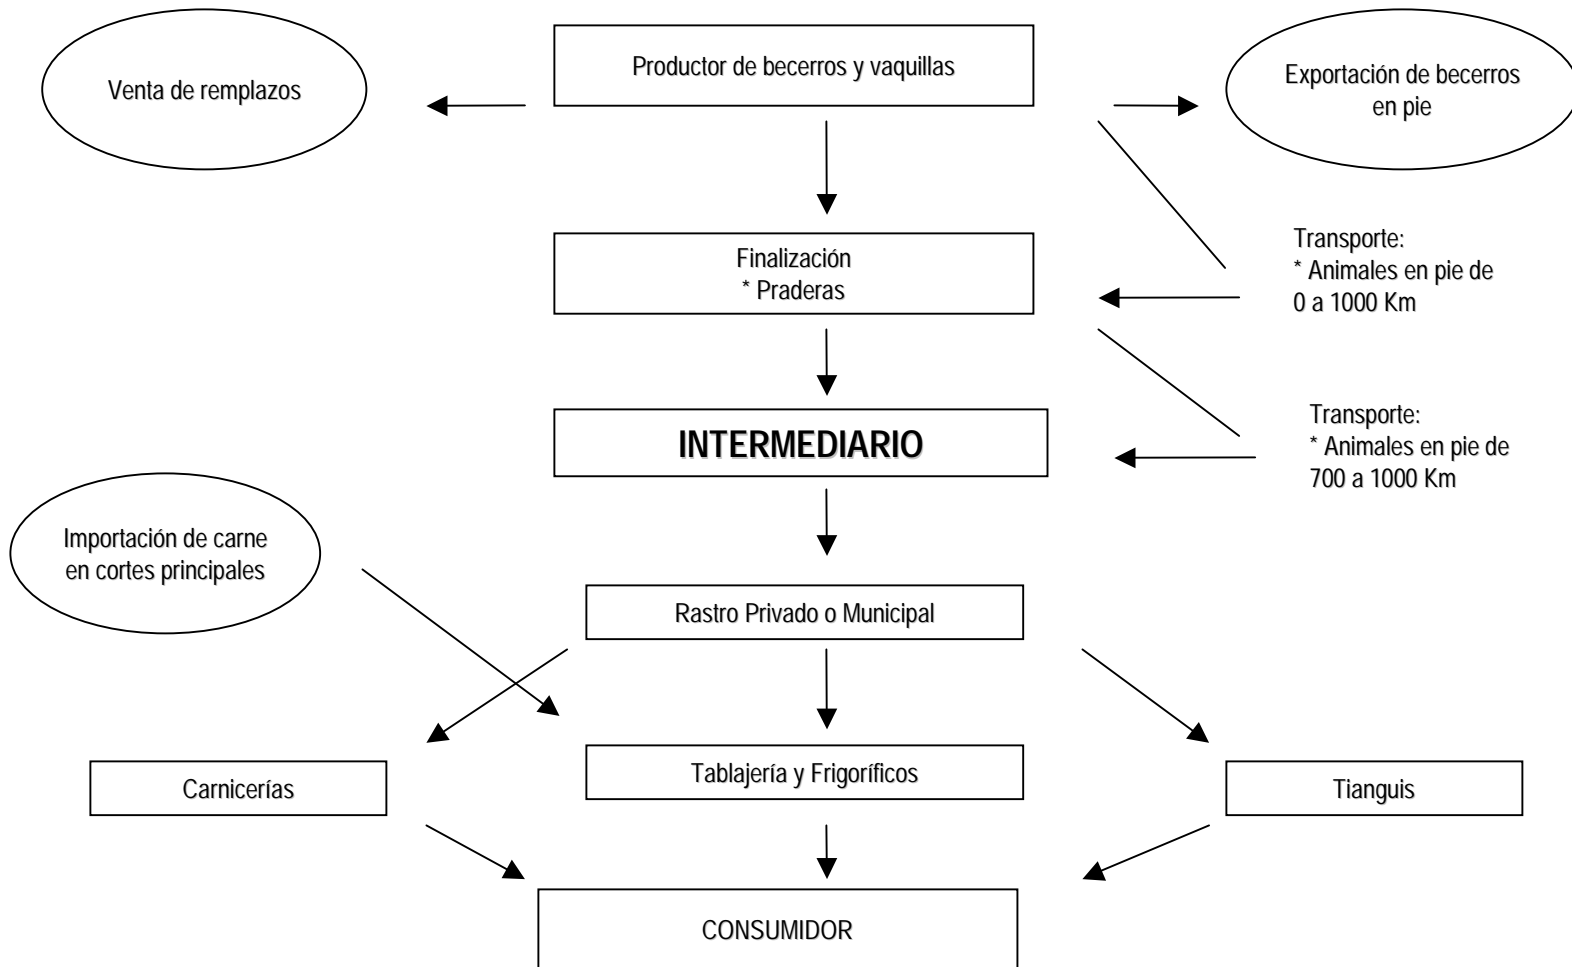 Venta de remplazos
Productor de becerros y vaquillas
Exportación de becerros
en pie
Finalización
* Praderas
Transporte:
* Animales en pie de
0 a 1000 Km
INTERMEDIARIO
Transporte:
* Animales en pie de
700 a 1000 Km
Importación de carne
en cortes principales
Rastro Privado o Municipal
Carnicerías
Tablajería y Frigoríficos
Tianguis
CONSUMIDOR